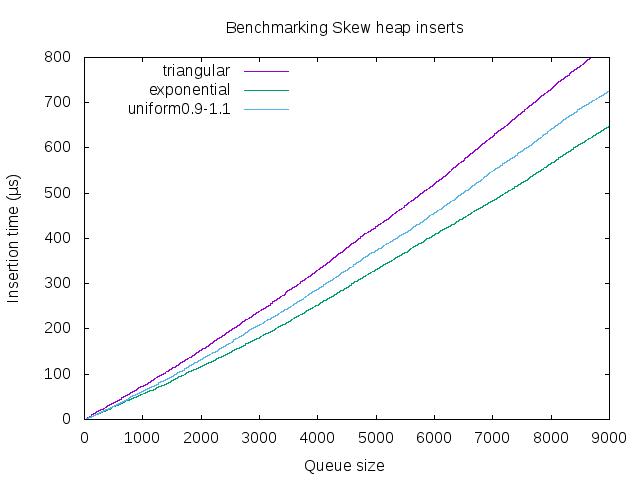 Benchmarking Skew heap inserts
triangular
exponential
uniform0.9-1.1
800
700
600
500
400
300
200
100
0
Insertion time (µs)
0 1000 2000 3000 4000 5000 6000 7000 8000 9000
Queue size